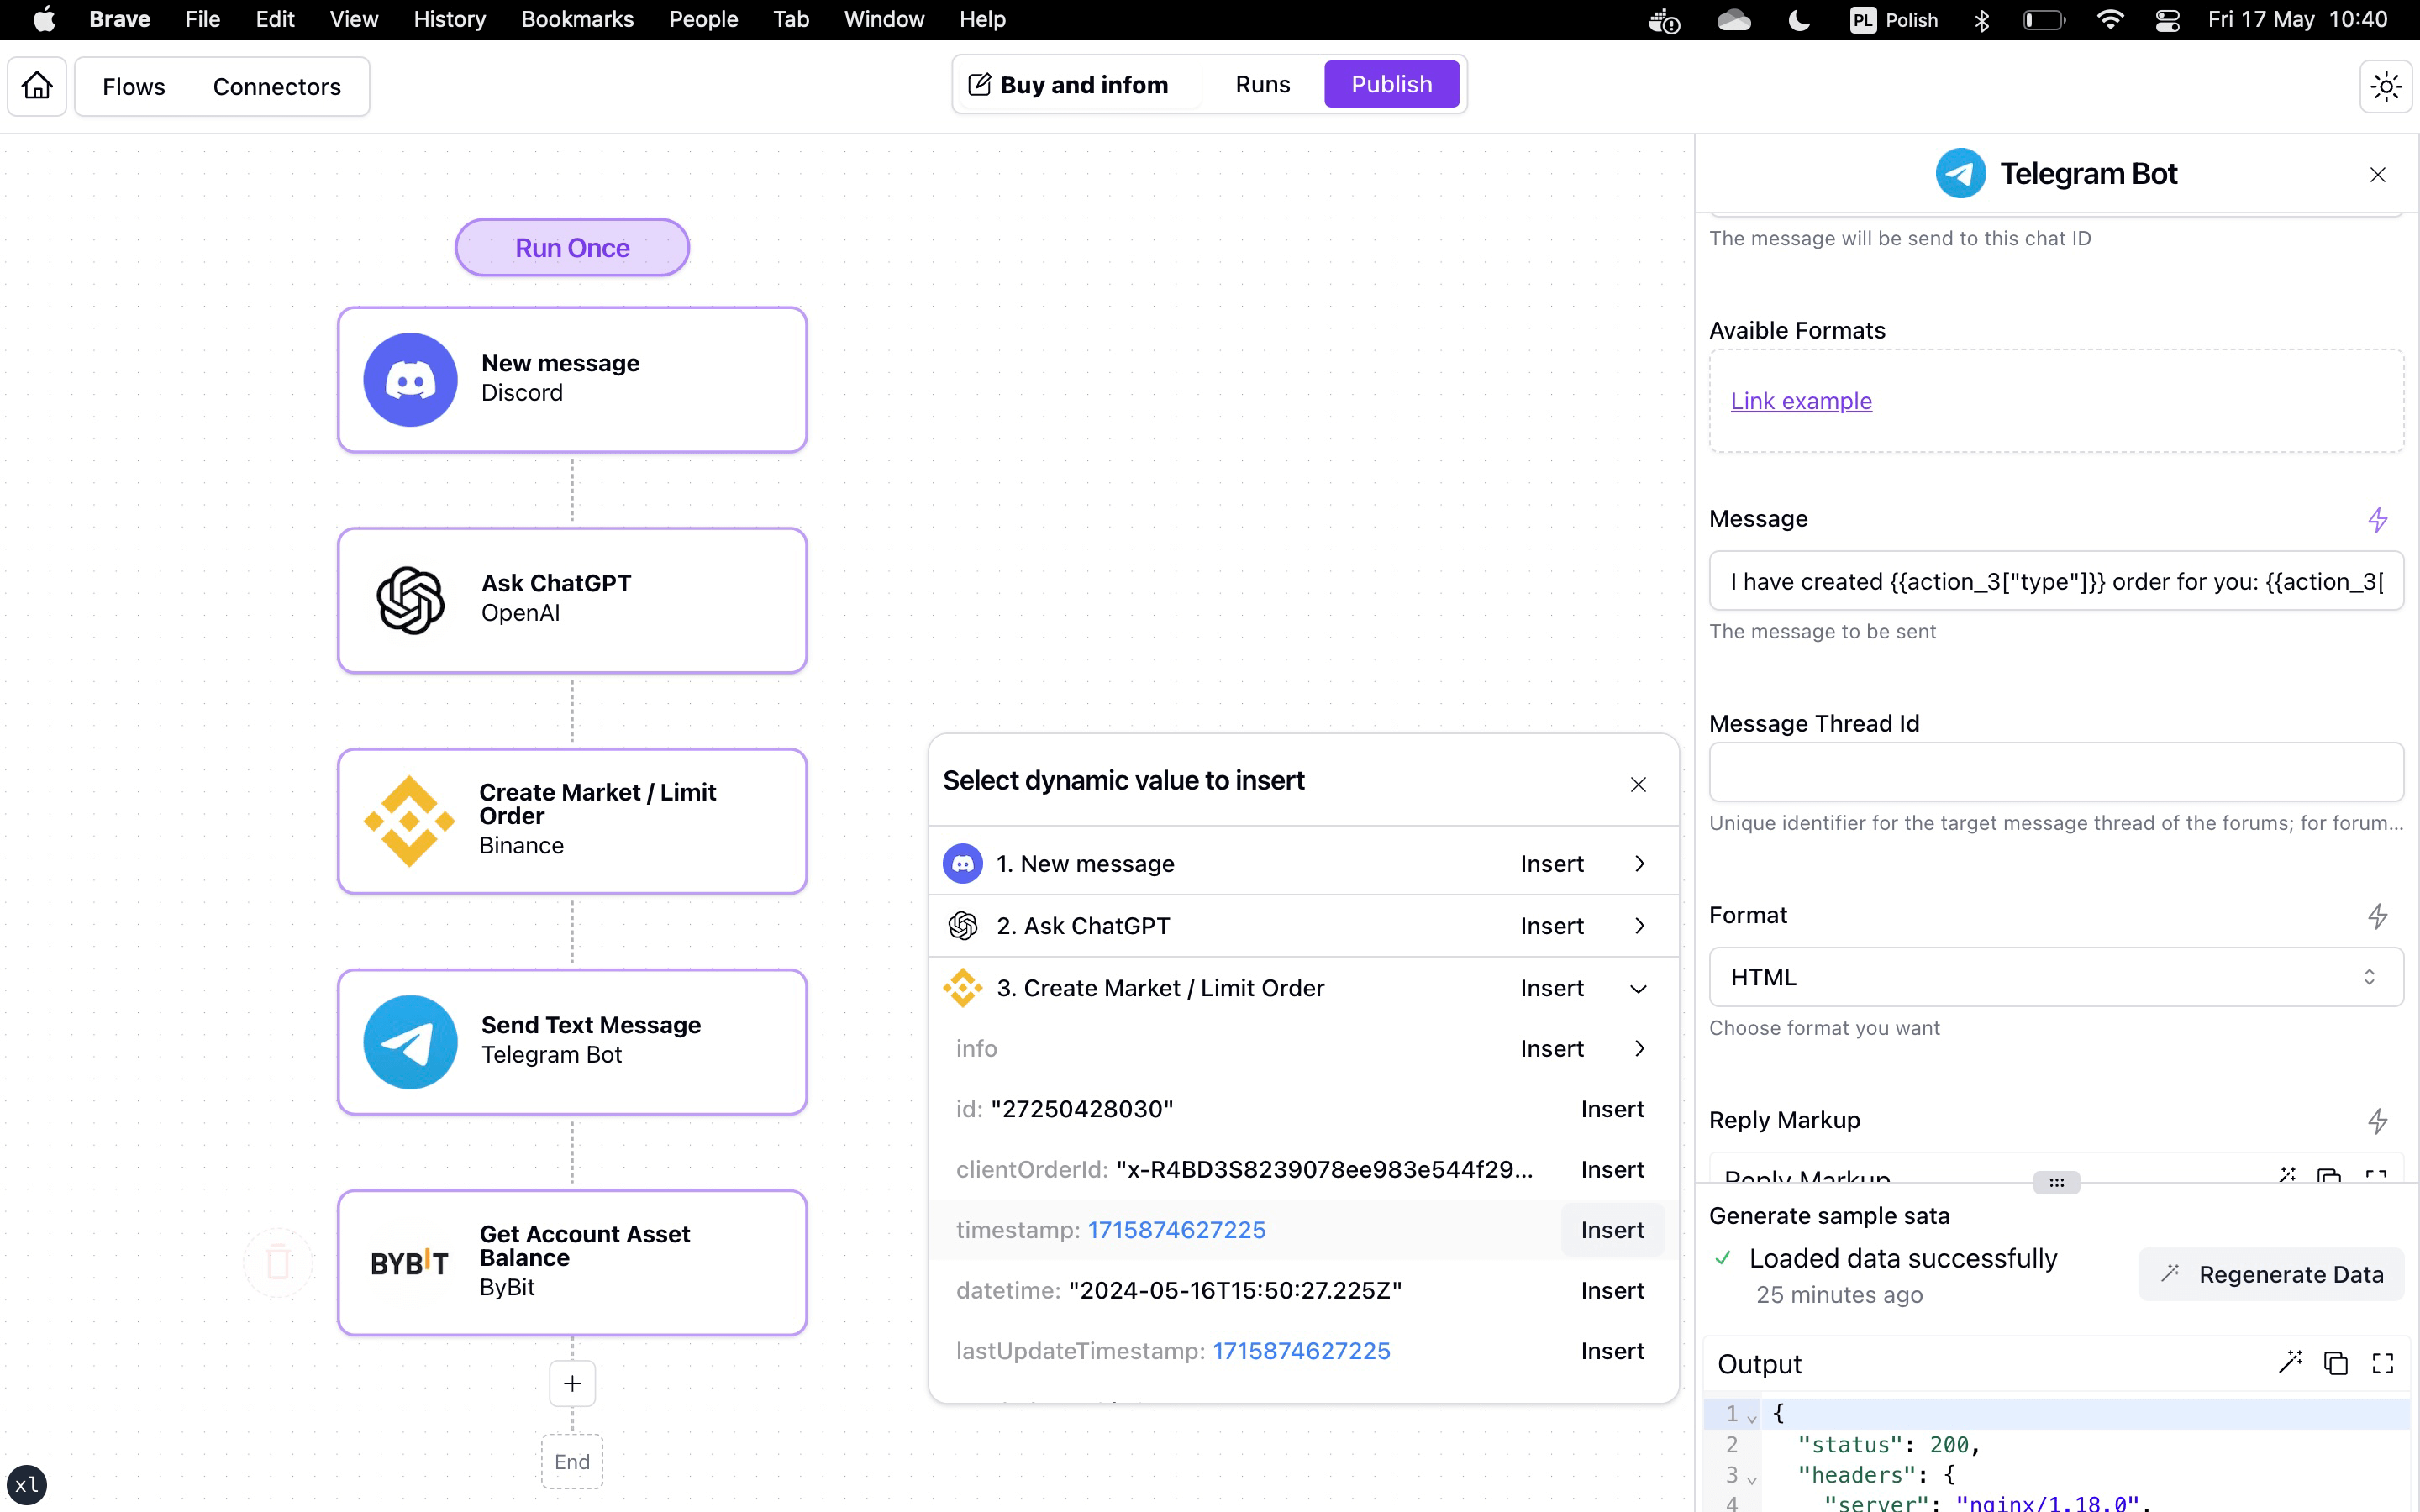 Brave File Edit View History Bookmarks People Tab Window Help PL Polish Fri 17 May 10:40
Flows Connectors Buy and infom Runs Publish
Run Once
New message
Discord
Ask ChatGPT
OpenAI
Create Market / Limit
Order
Binance
Send Text Message
Telegram Bot
BYBIT
Get Account Asset
Balance
ByBit
+
End
xl
Select dynamic value to insert
1. New message Insert
2. Ask ChatGPT Insert
3. Create Market / Limit Order Insert
info Insert
id: "27250428030" Insert
clientOrderId: "x-R4BD3S8239078ee983e544f29... Insert
timestamp: 1715874627225 Insert
datetime: "2024-05-16T15:50:27.225Z" Insert
lastUpdateTimestamp: 1715874627225 Insert
Telegram Bot
The message will be send to this chat ID
Avaible Formats
Link example
Message
I have created {{action_3["type"]}} order for you: {{action_3[
The message to be sent
Message Thread Id
Unique identifier for the target message thread of the forums; for forum...
Format
HTML
Choose format you want
Reply Markup
Reply Markup
Generate sample sata
Loaded data successfully
25 minutes ago
Regenerate Data
Output
1 {
2 "status": 200,
3 "headers": {
4 "server": "nginx/1.18.0",